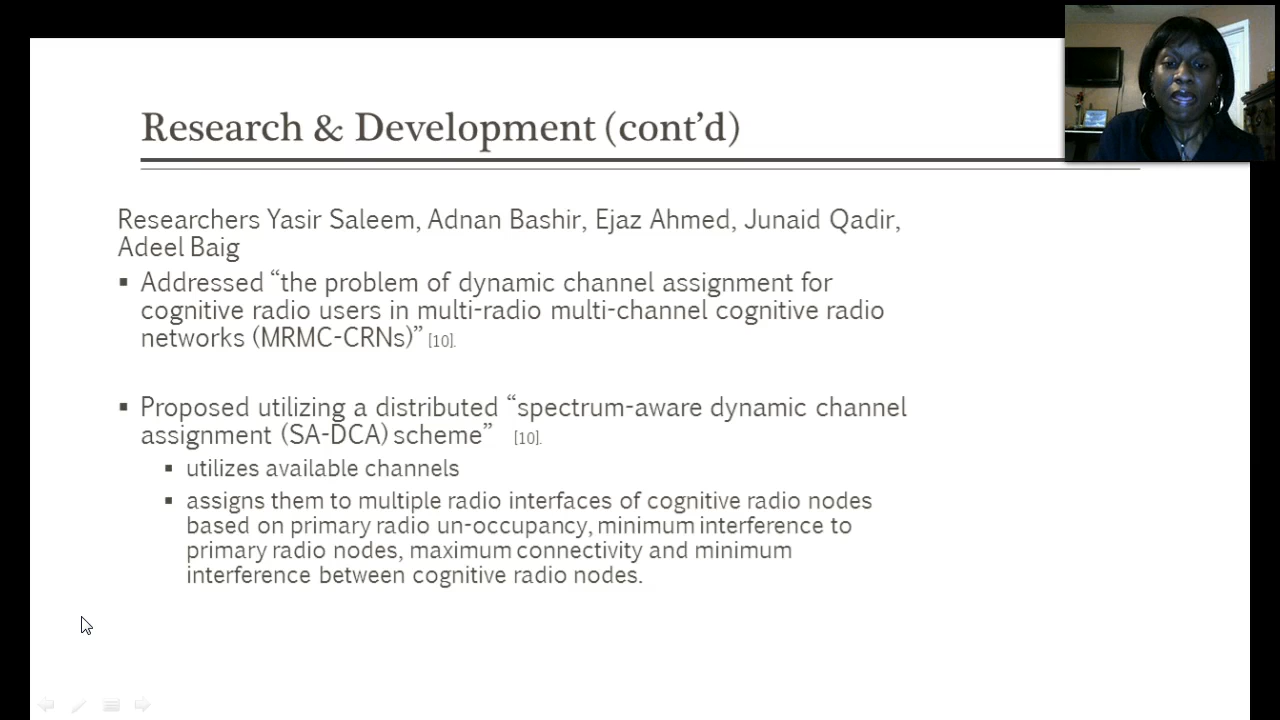 Research & Development (cont’d)
Researchers Yasir Saleem, Adnan Bashir, Ejaz Ahmed, Junaid Qadir,
Adeel Baig
▪ Addressed “the problem of dynamic channel assignment for
cognitive radio users in multi-radio multi-channel cognitive radio
networks (MRMC-CRNs)” [10].
▪ Proposed utilizing a distributed “spectrum-aware dynamic channel
assignment (SA-DCA) scheme” [10].
▪ utilizes available channels
▪ assigns them to multiple radio interfaces of cognitive radio nodes
based on primary radio un-occupancy, minimum interference to
primary radio nodes, maximum connectivity and minimum
interference between cognitive radio nodes.